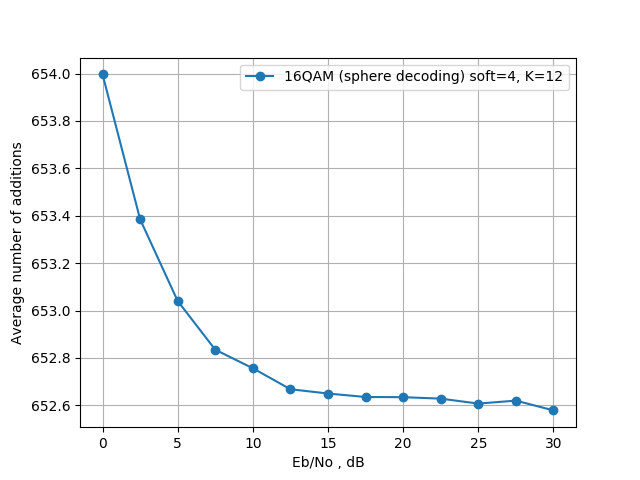 16QAM (sphere decoding) soft=4, K=12
Average number of additions
654.0
653.8
653.6
653.4
653.2
653.0
652.8
652.6
0 5 10 15 20 25 30
Eb/No , dB